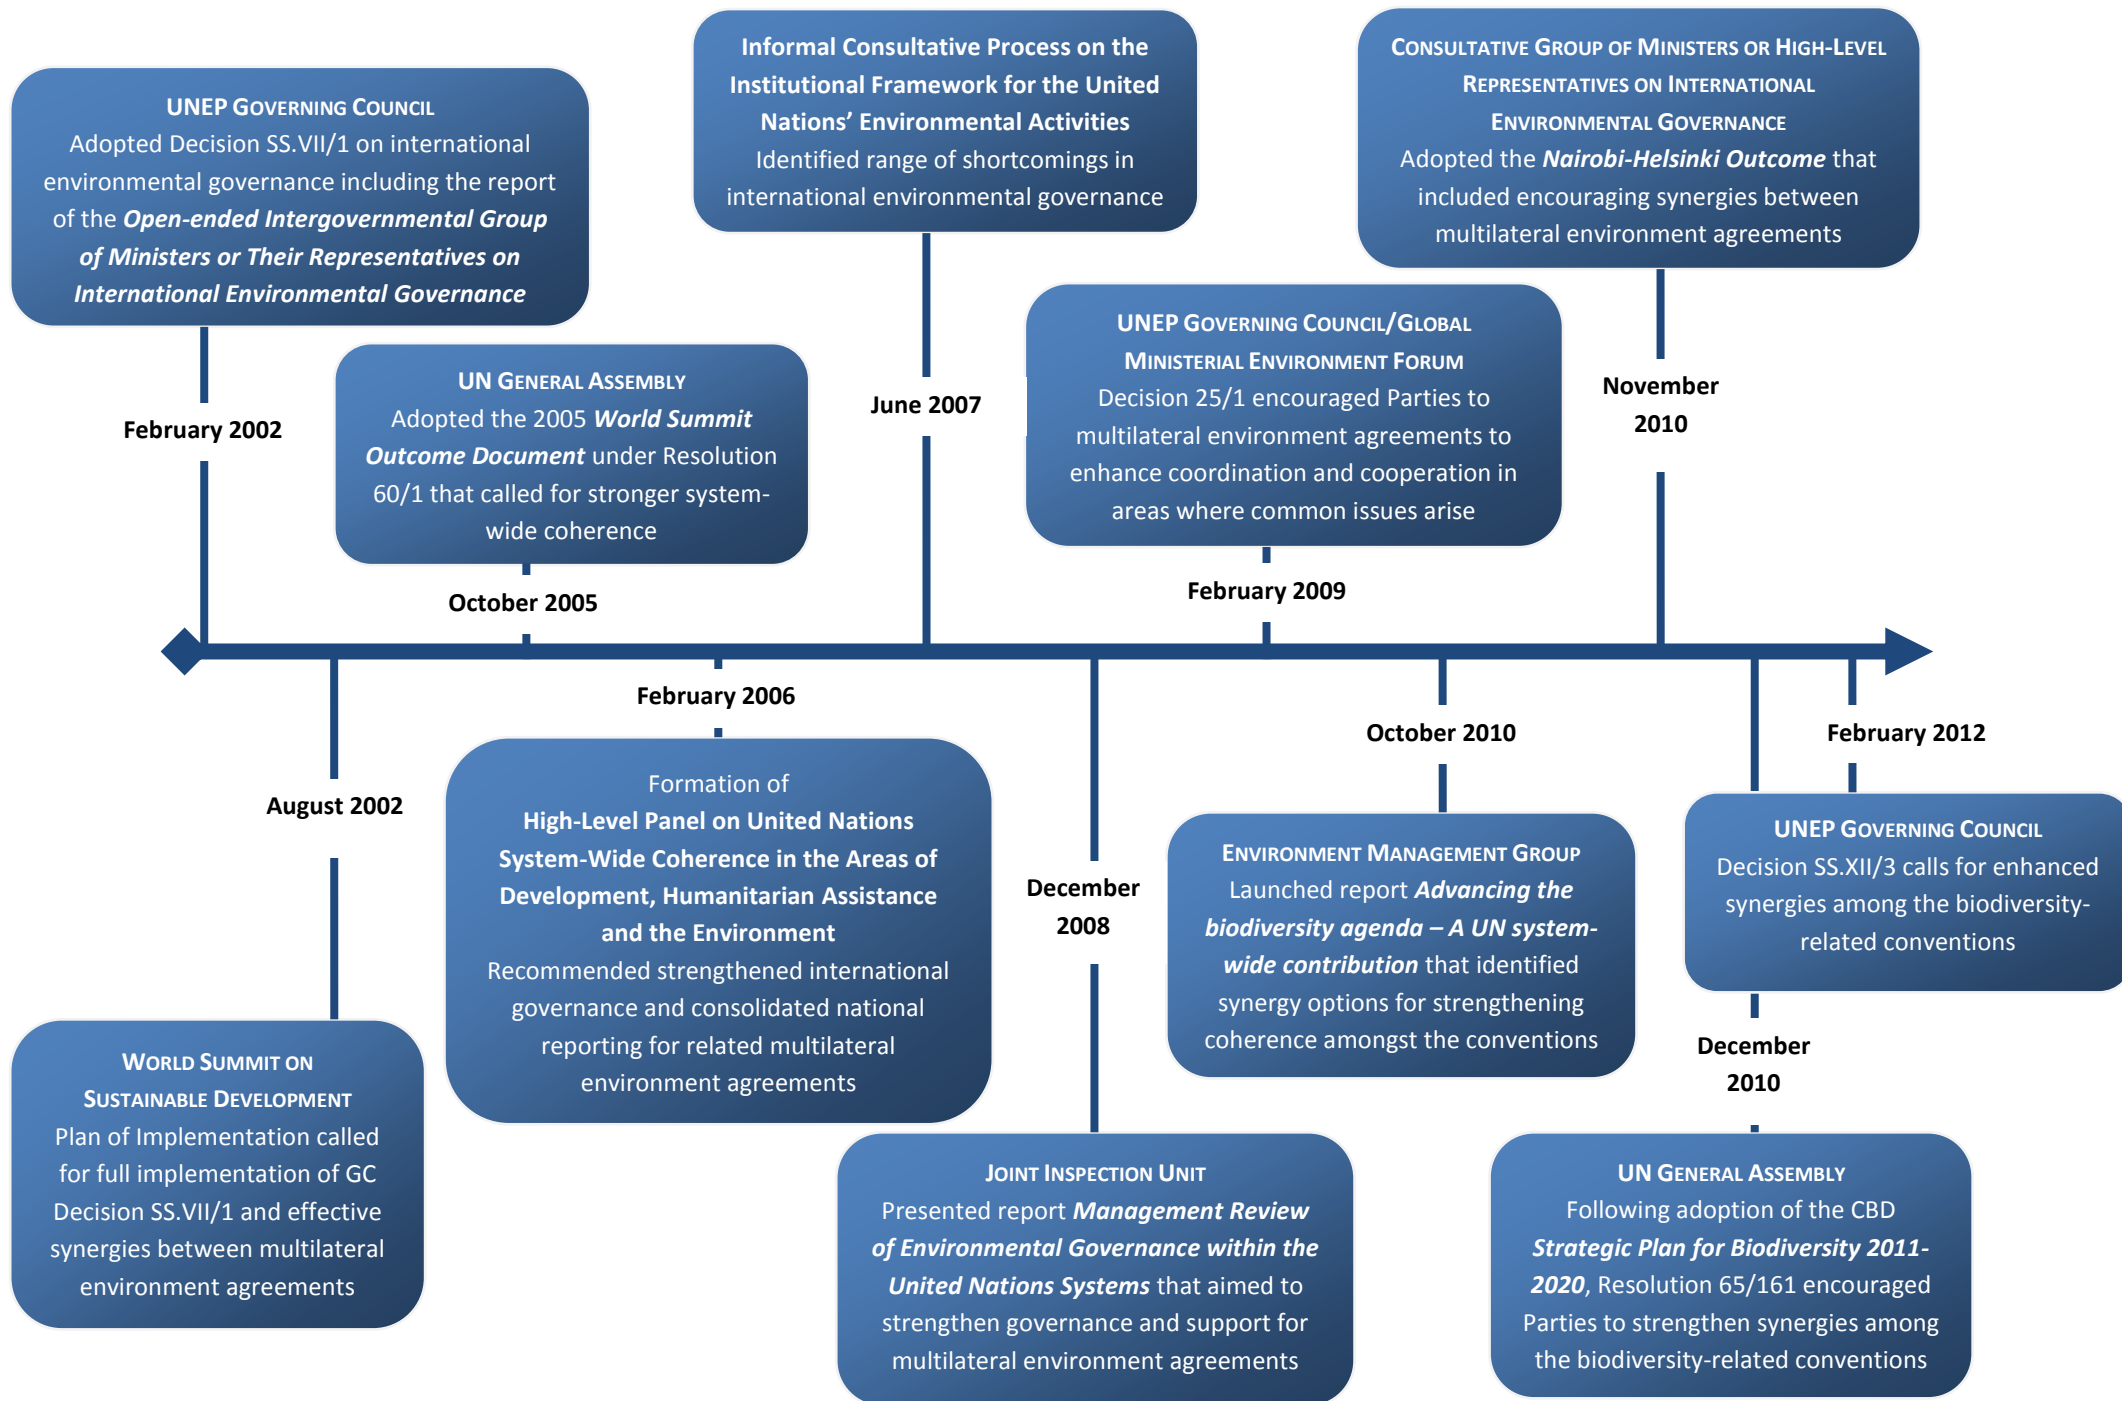 UNEP GOVERNING COUNCIL
Adopted Decision SS.VII/1 on international
environmental governance including the report
of the Open-ended Intergovernmental Group
of Ministers or Their Representatives on
International Environmental Governance
February 2002
WORLD SUMMIT ON
SUSTAINABLE DEVELOPMENT
Plan of Implementation called
for full implementation of GC
Decision SS.VII/1 and effective
synergies between multilateral
environment agreements
August 2002
UN GENERAL ASSEMBLY
Adopted the 2005 World Summit
Outcome Document under Resolution
60/1 that called for stronger system-
wide coherence
October 2005
February 2006
Formation of
High-Level Panel on United Nations
System-Wide Coherence in the Areas of
Development, Humanitarian Assistance
and the Environment
Recommended strengthened international
governance and consolidated national
reporting for related multilateral
environment agreements
Informal Consultative Process on the
Institutional Framework for the United
Nations’ Environmental Activities
Identified range of shortcomings in
international environmental governance
June 2007
December
2008
JOINT INSPECTION UNIT
Presented report Management Review
of Environmental Governance within the
United Nations Systems that aimed to
strengthen governance and support for
multilateral environment agreements
UNEP GOVERNING COUNCIL/GLOBAL
MINISTERIAL ENVIRONMENT FORUM
Decision 25/1 encouraged Parties to
multilateral environment agreements to
enhance coordination and cooperation in
areas where common issues arise
February 2009
October 2010
ENVIRONMENT MANAGEMENT GROUP
Launched report Advancing the
biodiversity agenda – A UN system-
wide contribution that identified
synergy options for strengthening
coherence amongst the conventions
CONSULTATIVE GROUP OF MINISTERS OR HIGH-LEVEL
REPRESENTATIVES ON INTERNATIONAL
ENVIRONMENTAL GOVERNANCE
Adopted the Nairobi-Helsinki Outcome that
included encouraging synergies between
multilateral environment agreements
November
2010
December
2010
UN GENERAL ASSEMBLY
Following adoption of the CBD
Strategic Plan for Biodiversity 2011-
2020, Resolution 65/161 encouraged
Parties to strengthen synergies among
the biodiversity-related conventions
February 2012
UNEP GOVERNING COUNCIL
Decision SS.XII/3 calls for enhanced
synergies among the biodiversity-
related conventions